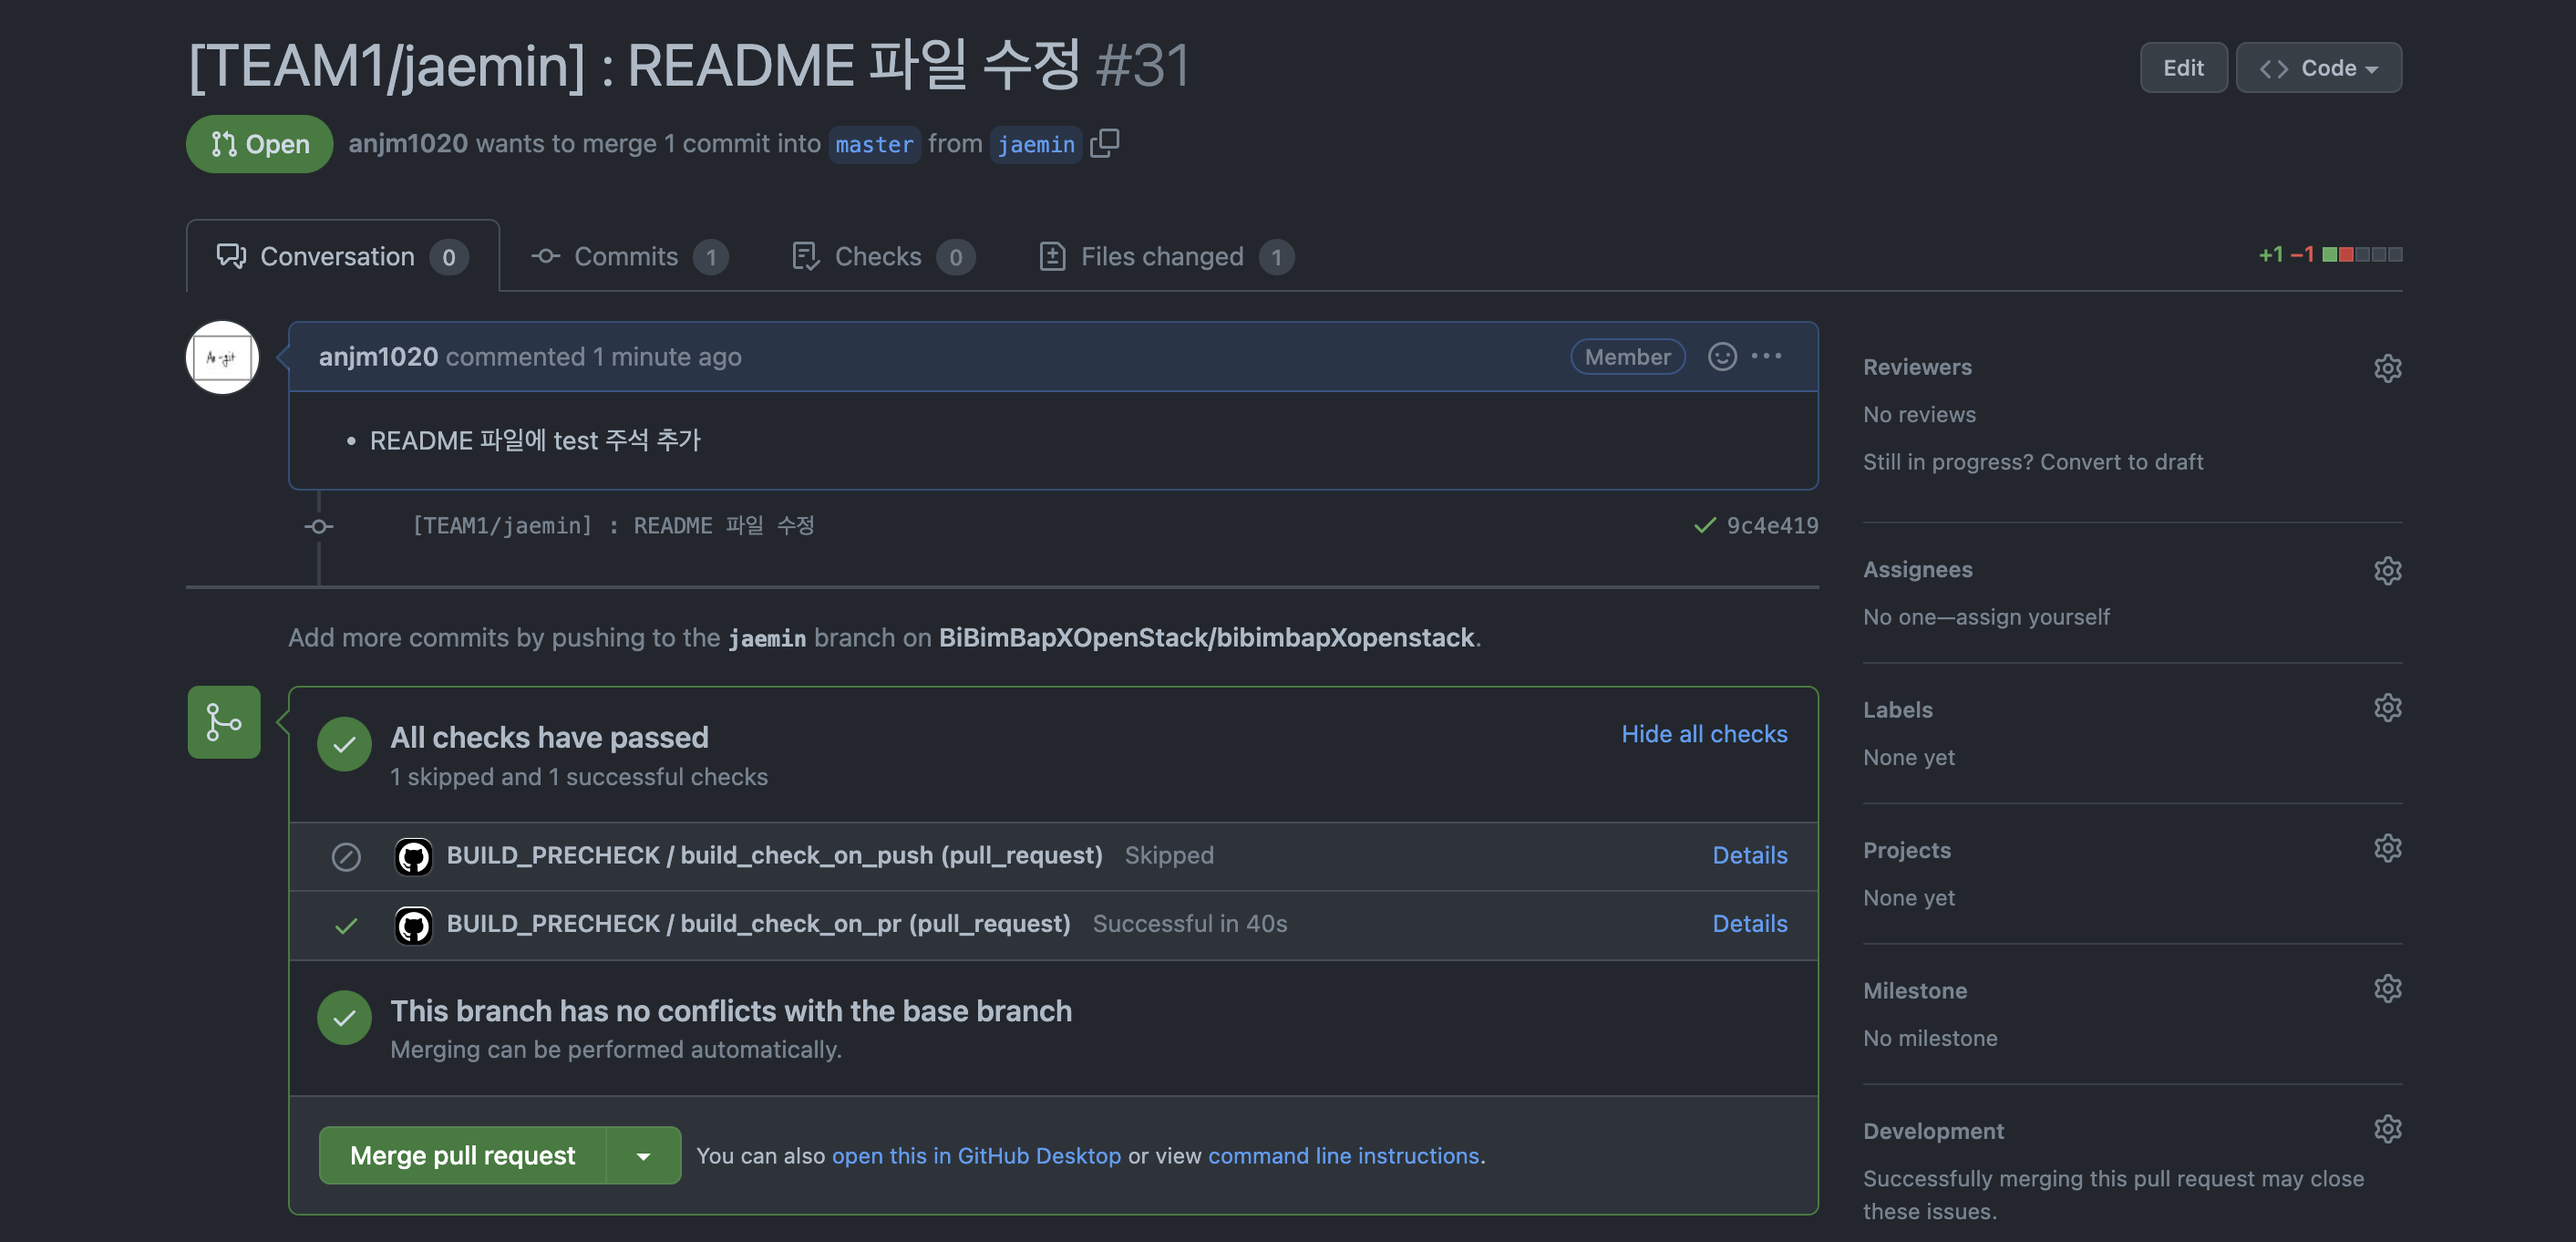 [TEAM1/jaemin] : README 파일 수정 #31
Edit
Code
Open
anjm1020 wants to merge 1 commit into master from jaemin
Conversation 0
Commits 1
Checks 0
Files changed 1
+1 −1
anjm1020 commented 1 minute ago
Member
README 파일에 test 주석 추가
[TEAM1/jaemin] : README 파일 수정
9c4e419
Add more commits by pushing to the jaemin branch on BiBimBapXOpenStack/bibimbapXopenstack.
All checks have passed
Hide all checks
1 skipped and 1 successful checks
BUILD_PRECHECK / build_check_on_push (pull_request) Skipped
Details
BUILD_PRECHECK / build_check_on_pr (pull_request) Successful in 40s
Details
This branch has no conflicts with the base branch
Merging can be performed automatically.
Merge pull request
You can also open this in GitHub Desktop or view command line instructions.
Reviewers
No reviews
Still in progress? Convert to draft
Assignees
No one—assign yourself
Labels
None yet
Projects
None yet
Milestone
No milestone
Development
Successfully merging this pull request may close
these issues.